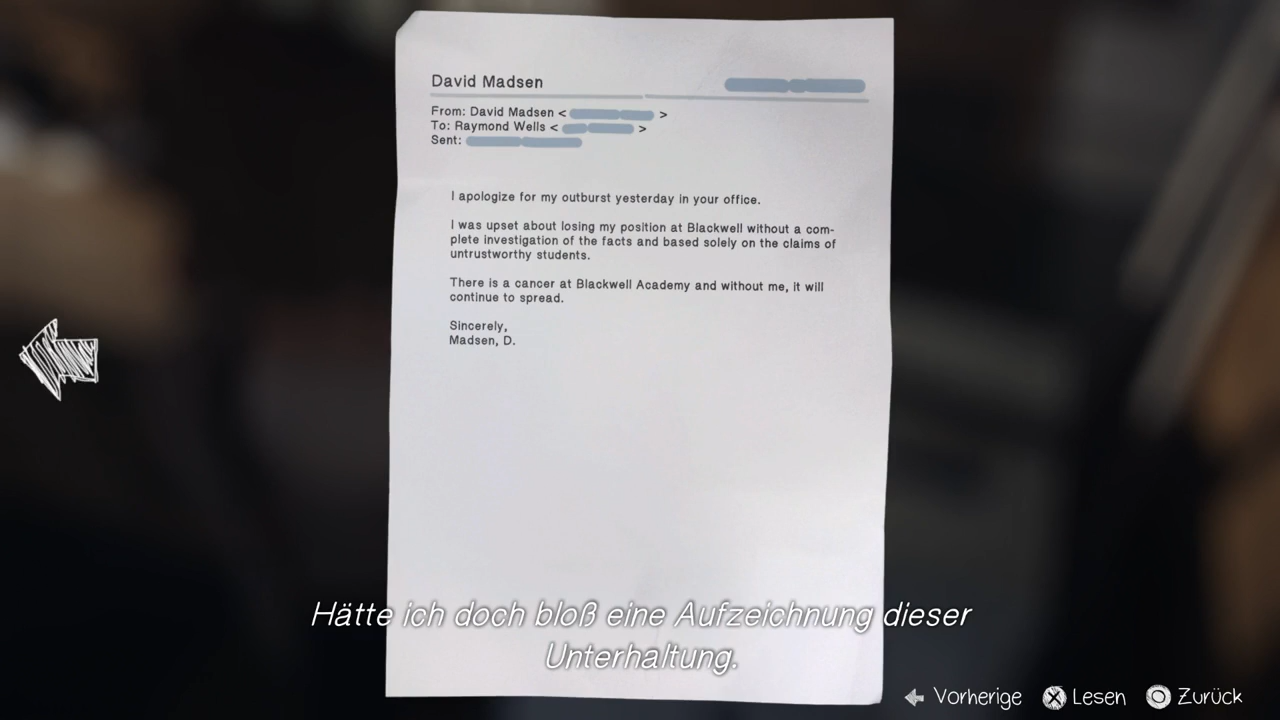 David Madsen
From: David Madsen < >
To: Raymond Wells < >
Sent:
I apologize for my outburst yesterday in your office.
I was upset about losing my position at Blackwell without a com-
plete investigation of the facts and based solely on the claims of
untrustworthy students.
There is a cancer at Blackwell Academy and without me, it will
continue to spread.
Sincerely,
Madsen, D.
Hätte ich doch bloß eine Aufzeichnung dieser
Unterhaltung.
Vorherige Lesen Zurück